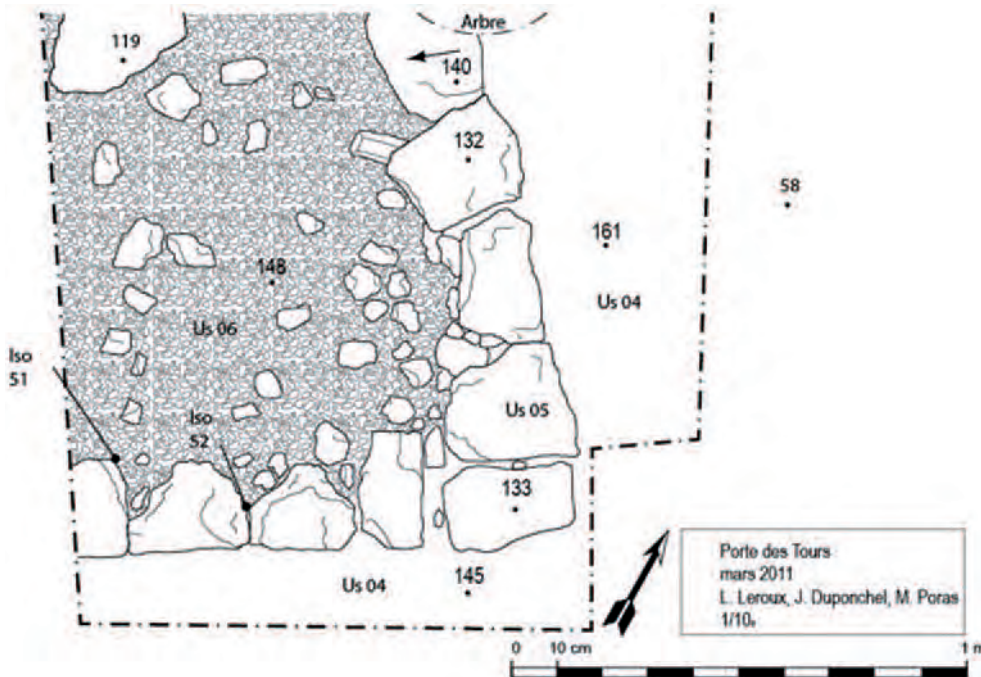 Arbre
119
140
132
58
161
148
Us 04
Us 06
Iso
51
Iso
52
Us 05
133
Us 04
145
Porte des Tours
mars 2011
L. Leroux, J. Duponchel, M. Poras
1/10e
0
10 cm
1 m